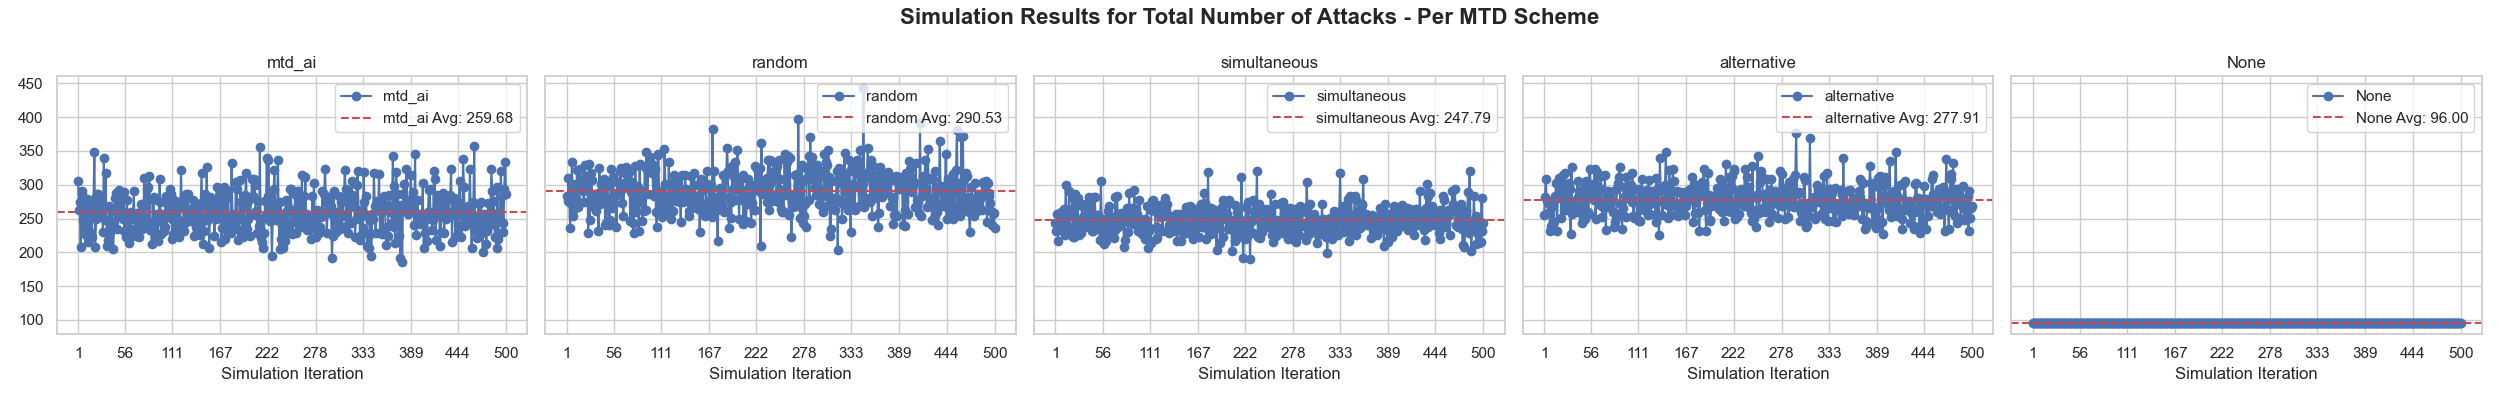 Simulation Results for Total Number of Attacks - Per MTD Scheme
mtd_ai
450
400
350
300
250
200
150
100
mtd_ai
mtd_ai Avg: 259.68
1 56 111 167 222 278 333 389 444 500
Simulation Iteration
random
random
random Avg: 290.53
1 56 111 167 222 278 333 389 444 500
Simulation Iteration
simultaneous
simultaneous
simultaneous Avg: 247.79
1 56 111 167 222 278 333 389 444 500
Simulation Iteration
alternative
alternative
alternative Avg: 277.91
1 56 111 167 222 278 333 389 444 500
Simulation Iteration
None
None
None Avg: 96.00
1 56 111 167 222 278 333 389 444 500
Simulation Iteration